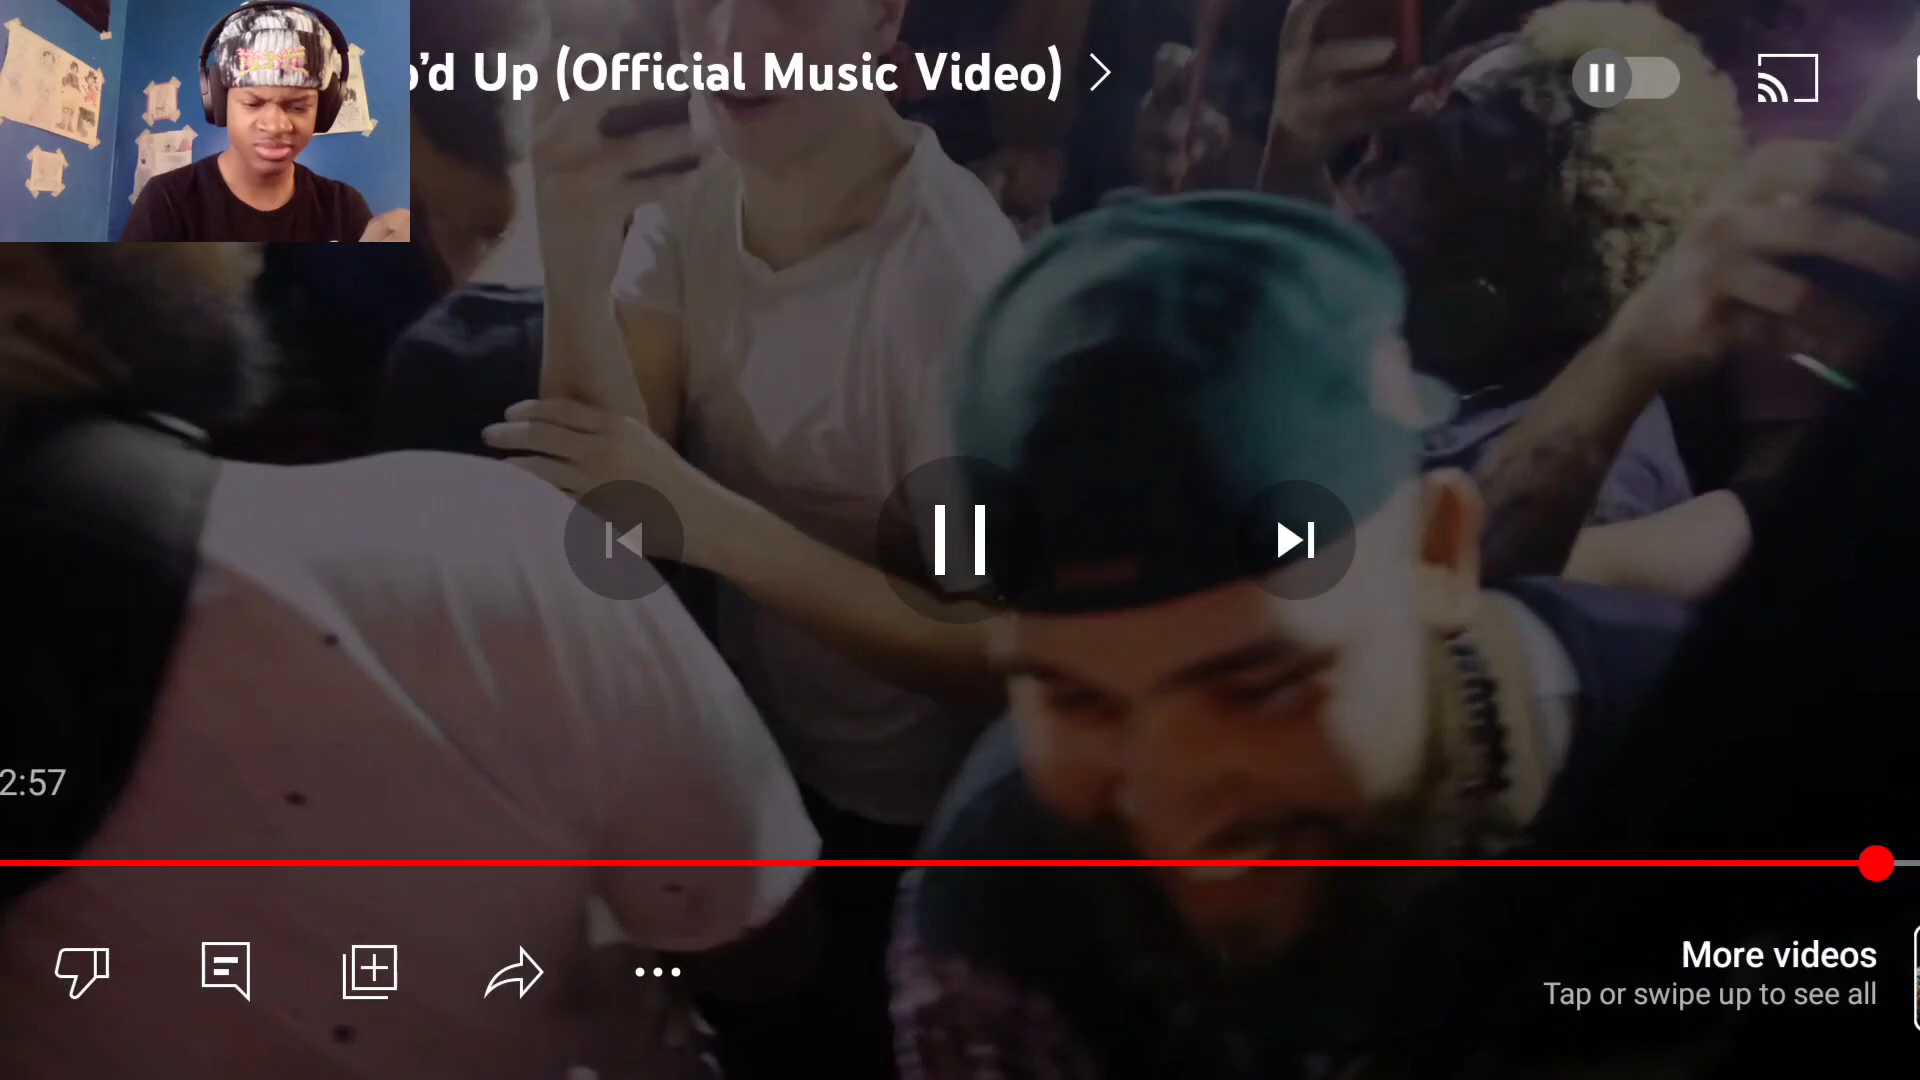 'd Up (Official Music Video)
2:57
More videos
Tap or swipe up to see all